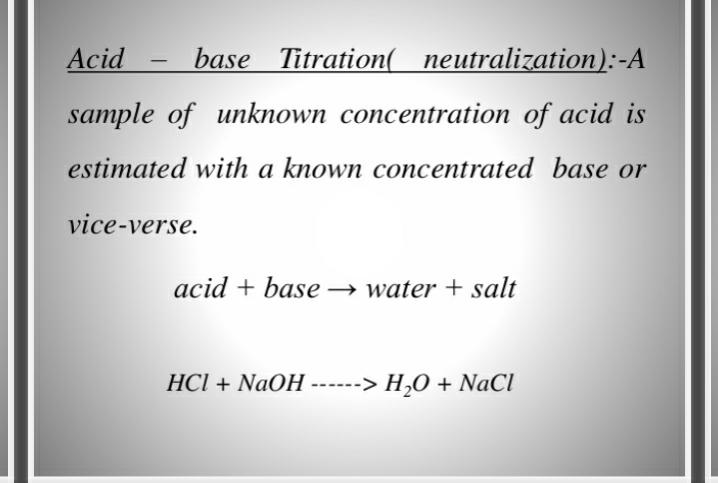 Acid – base Titration( neutralization):-A
sample of unknown concentration of acid is
estimated with a known concentrated base or
vice-verse.
acid + base → water + salt
HCl + NaOH ------> H₂O + NaCl